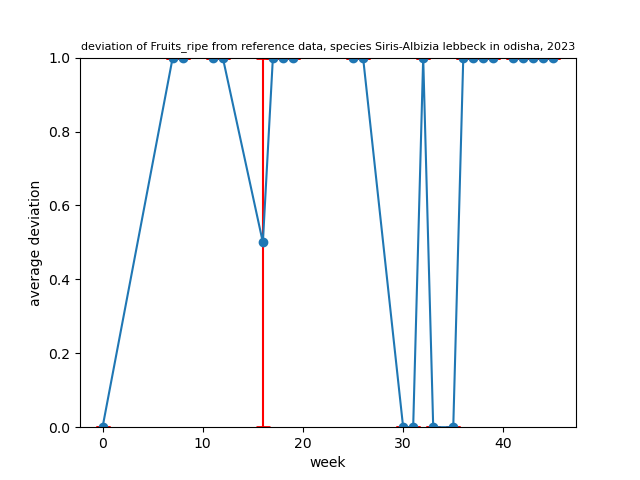 deviation of Fruits_ripe from reference data, species Siris-Albizia lebbeck in odisha, 2023
1.0
0.8
0.6
0.4
0.2
0.0
average deviation
0 10 20 30 40
week